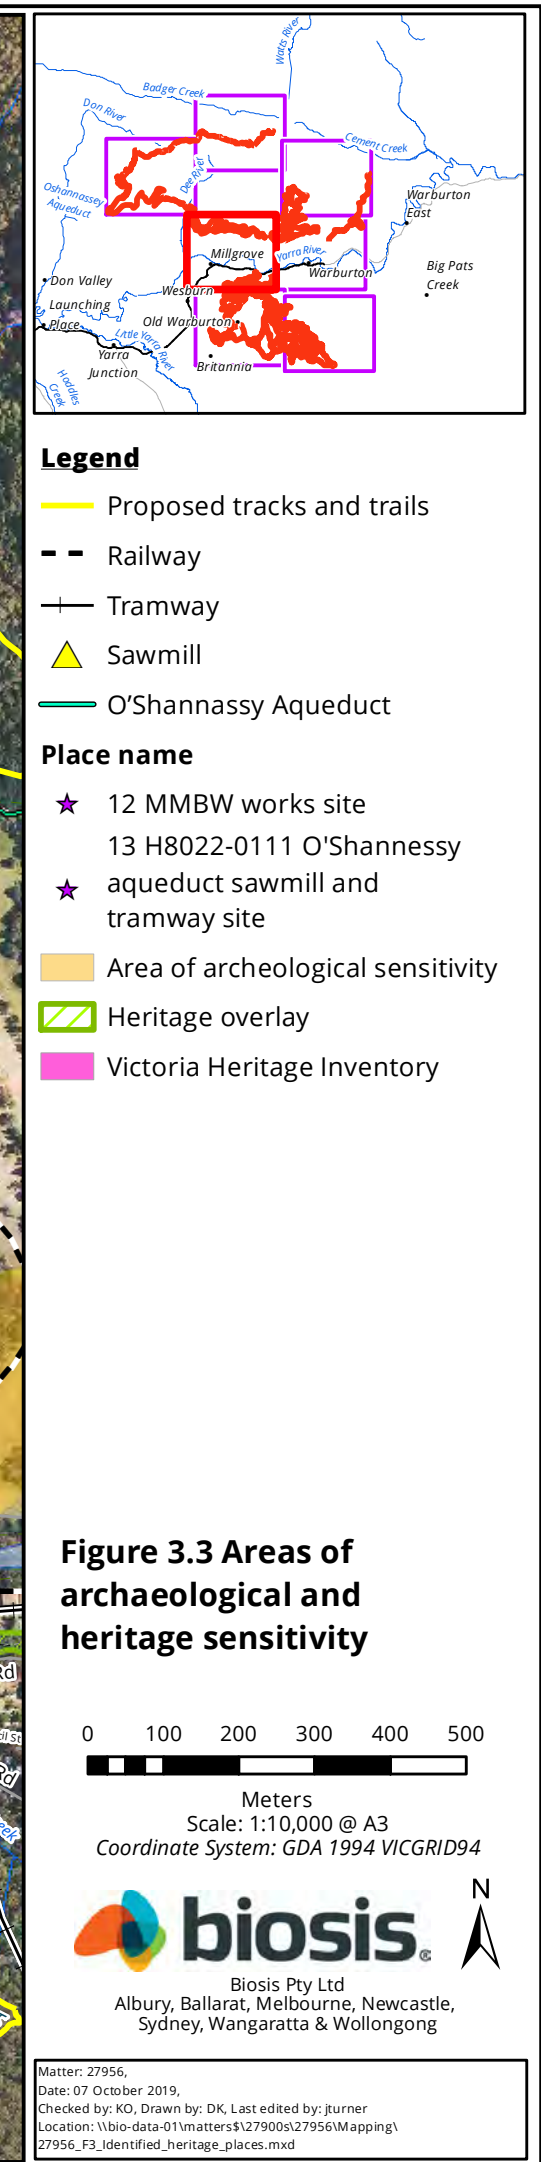 Watts River
Badger Creek
Don River
Cement Creek
Dee River
Oshannassey
Aqueduct
Warburton
East
Millgrove
Yarra River
Warburton
Big Pats
Creek
Don Valley
Wesburn
Launching
Place
Old Warburton
Little Yarra River
Yarra
Junction
Britannia
Hoddles
Creek
Legend
Proposed tracks and trails
Railway
Tramway
Sawmill
O'Shannassy Aqueduct
Place name
12 MMBW works site
13 H8022-0111 O'Shannessy
aqueduct sawmill and
tramway site
Area of archeological sensitivity
Heritage overlay
Victoria Heritage Inventory
Figure 3.3 Areas of
archaeological and
heritage sensitivity
Rd
St
Rd
eek
0 100 200 300 400 500
Meters
Scale: 1:10,000 @ A3
Coordinate System: GDA 1994 VICGRID94
N
biosis®
Biosis Pty Ltd
Albury, Ballarat, Melbourne, Newcastle,
Sydney, Wangaratta & Wollongong
Matter: 27956,
Date: 07 October 2019,
Checked by: KO, Drawn by: DK, Last edited by: jturner
Location: \\bio-data-01\matters$\27900s\27956\Mapping\
27956_F3_Identified_heritage_places.mxd